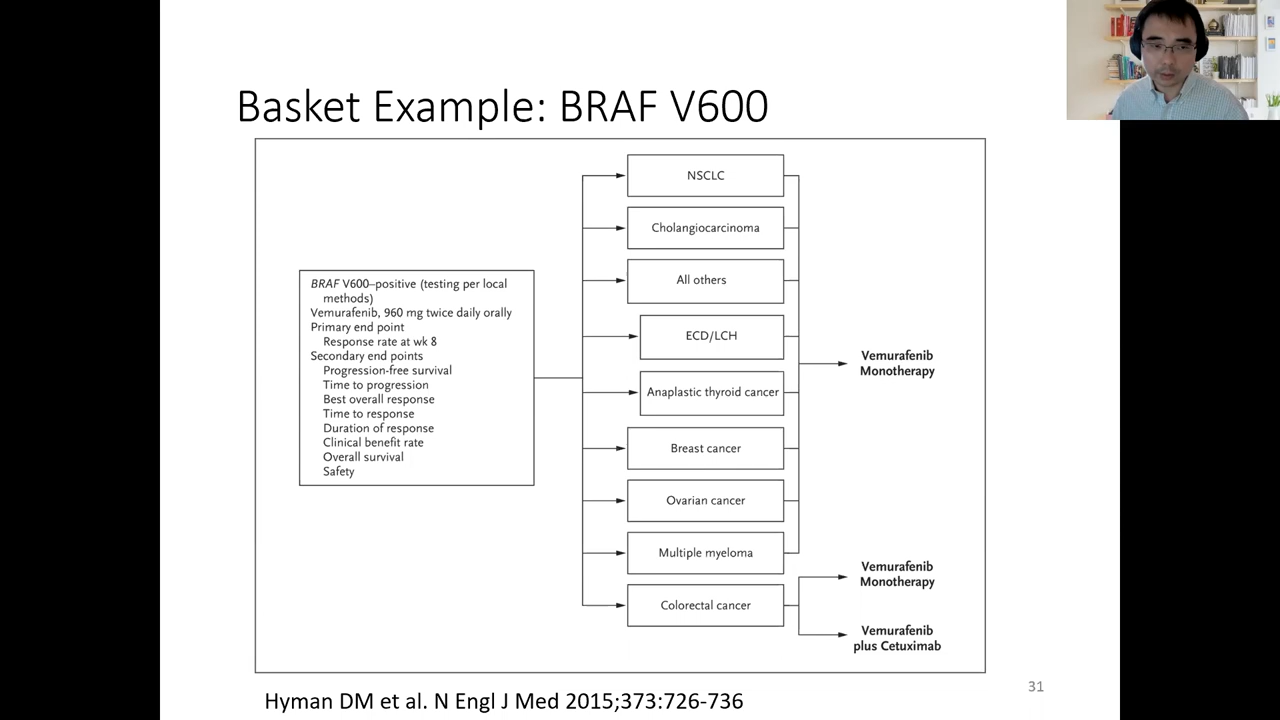 Basket Example: BRAF V600
BRAF V600–positive (testing per local
methods)
Vemurafenib, 960 mg twice daily orally
Primary end point
Response rate at wk 8
Secondary end points
Progression-free survival
Time to progression
Best overall response
Time to response
Duration of response
Clinical benefit rate
Overall survival
Safety
NSCLC
Cholangiocarcinoma
All others
ECD/LCH
Anaplastic thyroid cancer
Breast cancer
Ovarian cancer
Multiple myeloma
Colorectal cancer
Vemurafenib
Monotherapy
Vemurafenib
Monotherapy
Vemurafenib
plus Cetuximab
Hyman DM et al. N Engl J Med 2015;373:726-736
31